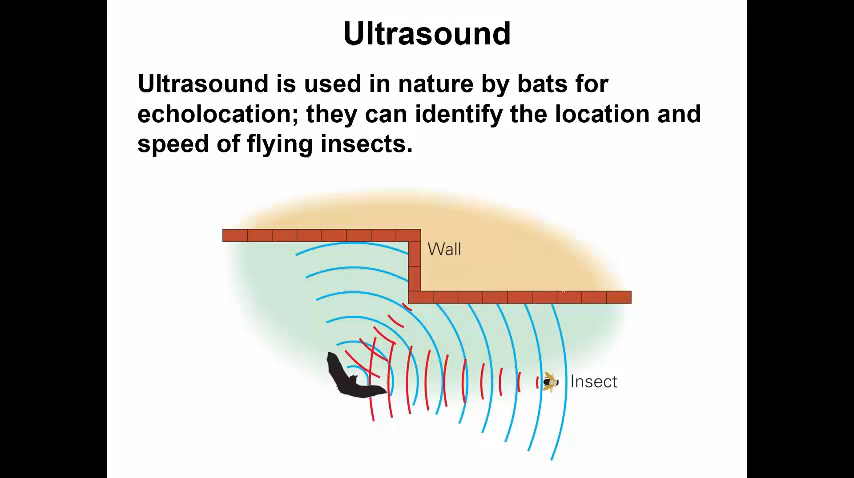 Ultrasound
Ultrasound is used in nature by bats for
echolocation; they can identify the location and
speed of flying insects.
Wall
Insect